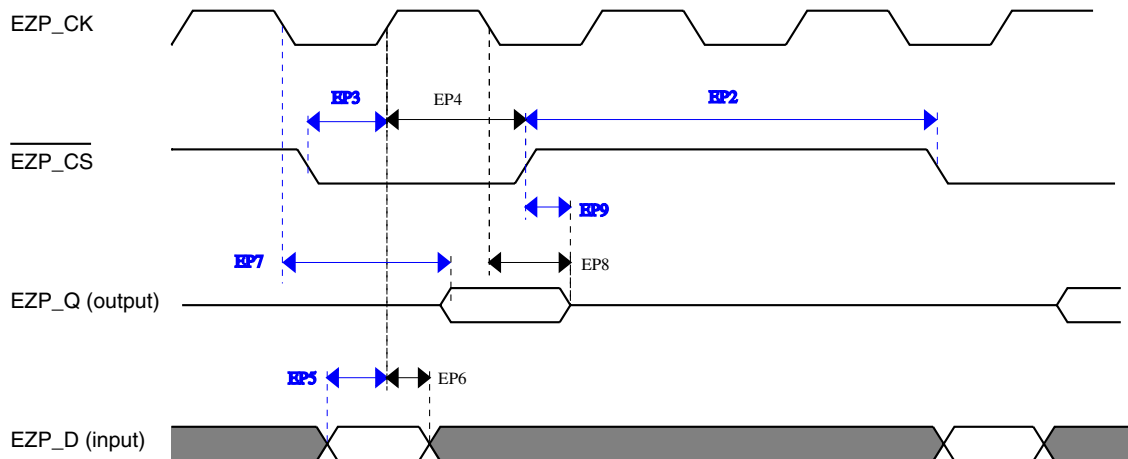 EZP_CK
EP3
EP4
EP2
EZP_CS
EP9
EP7
EP8
EZP_Q (output)
EP5
EP6
EZP_D (input)